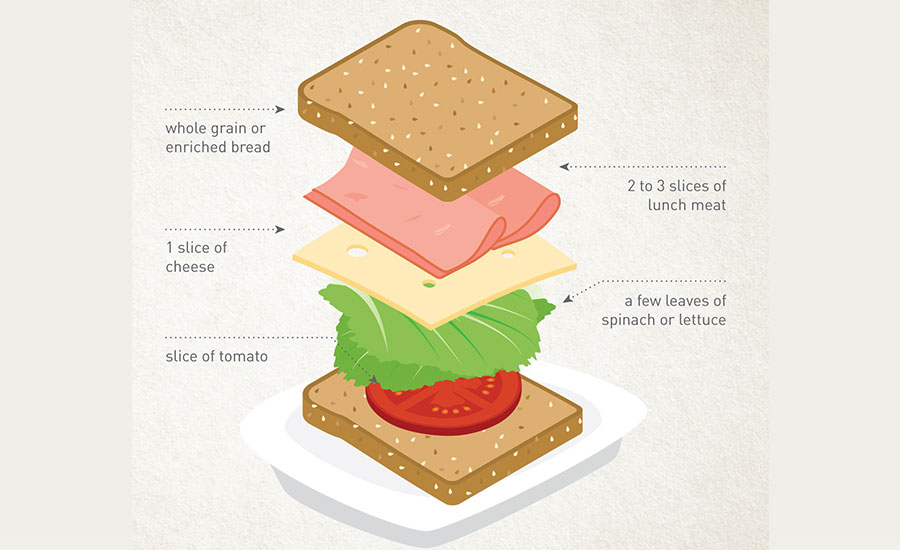 whole grain or
enriched bread
2 to 3 slices of
lunch meat
1 slice of
cheese
a few leaves of
spinach or lettuce
slice of tomato